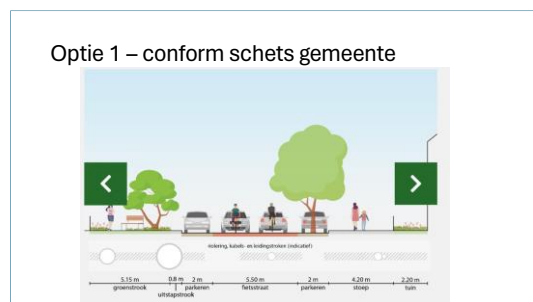 Optie 1 – conform schets gemeente
riolering, kabels- en leidingstroken (indicatief)
5.15 m 0.8 m 2 m 5.50 m 2 m 4.20 m 2.20 m
groenstrook parkeren fietsstraat parkeren stoep tuin
uitstapstrook